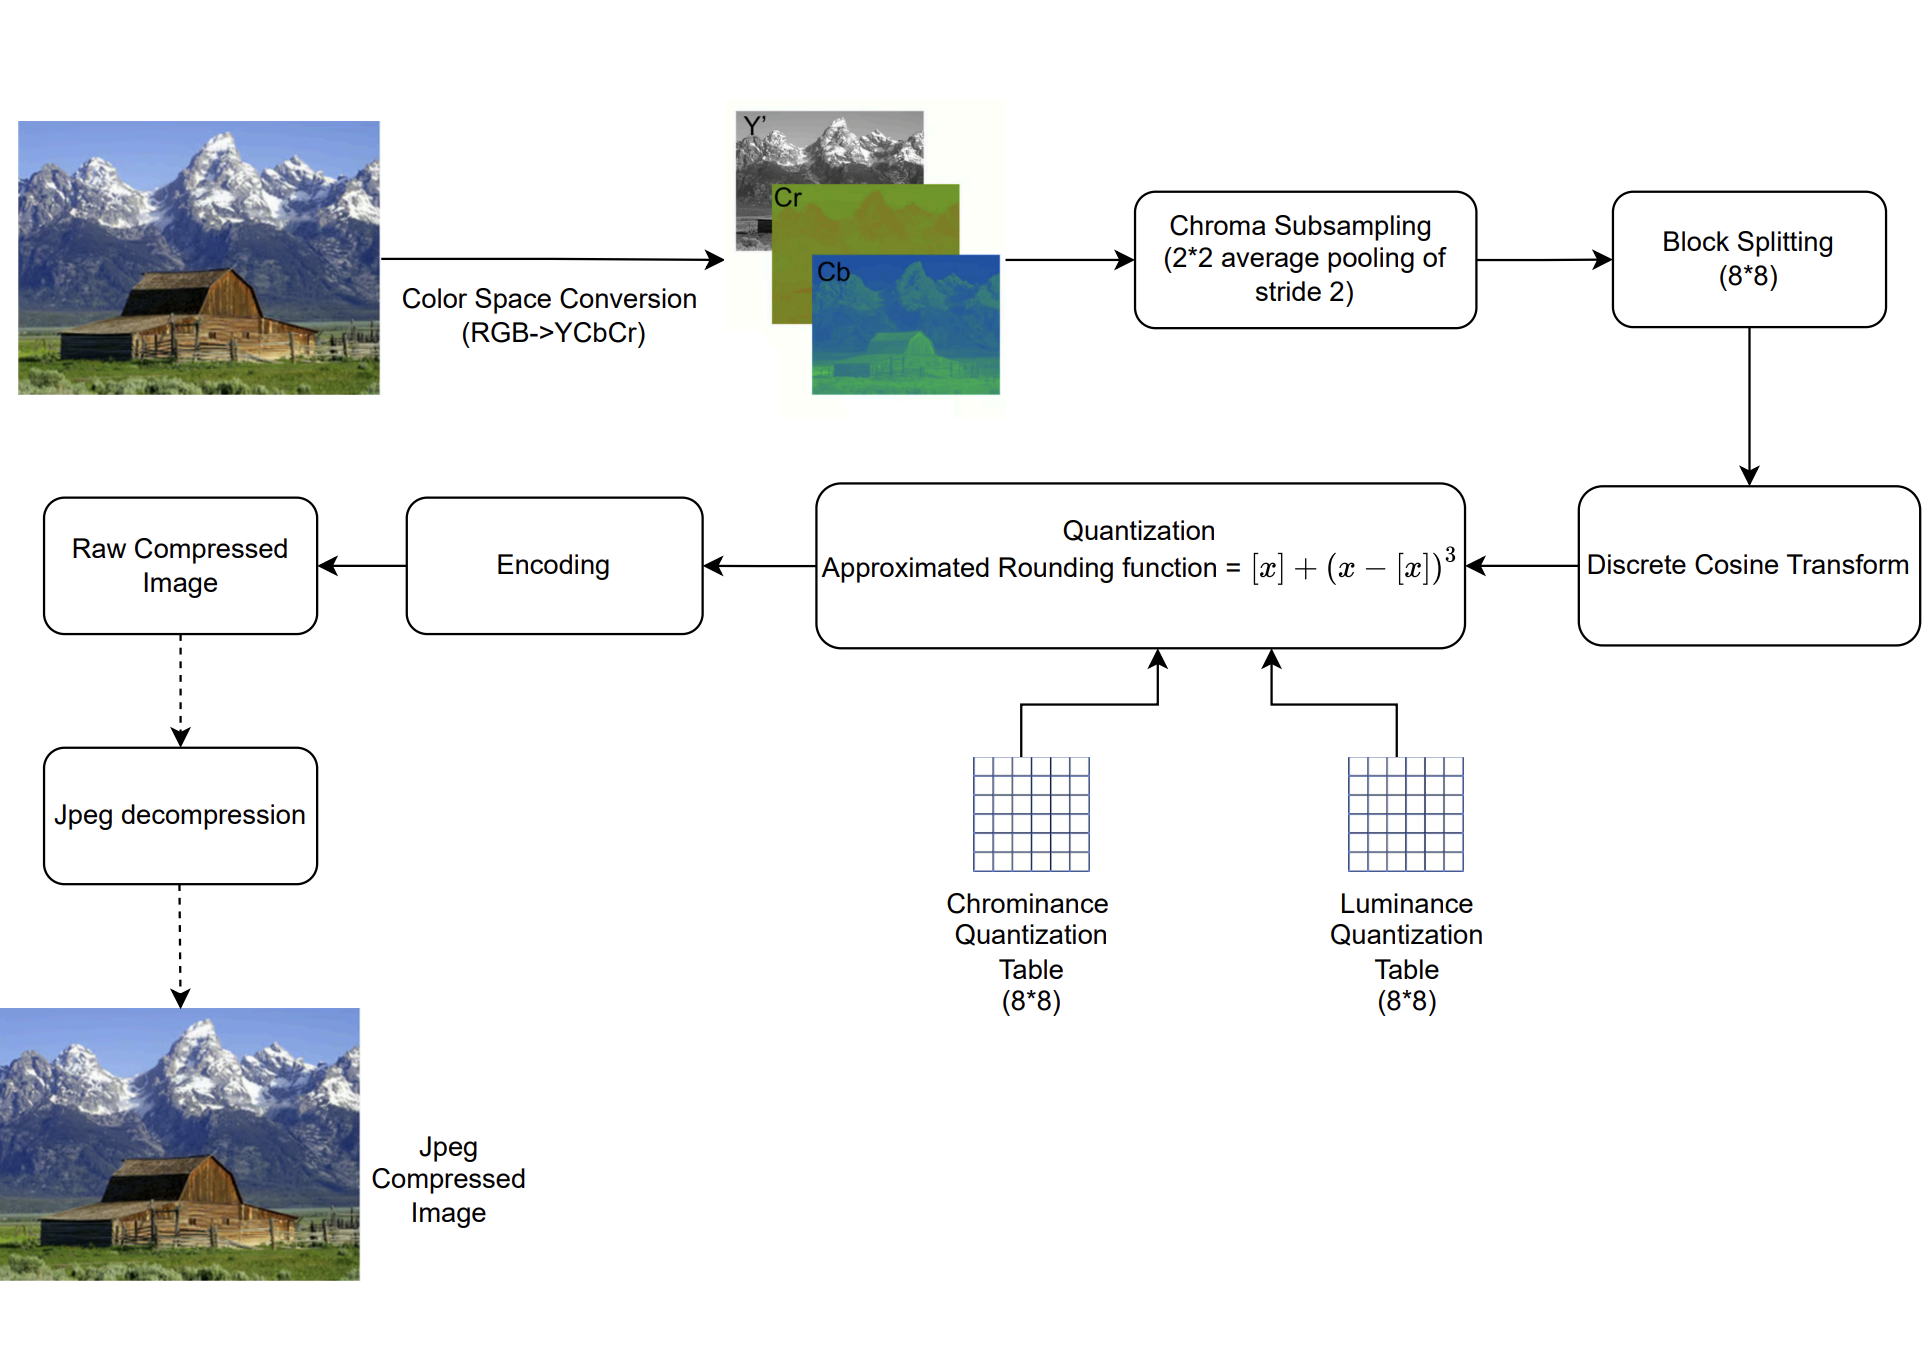 Y’
Cr
Cb
Color Space Conversion
(RGB->YCbCr)
Chroma Subsampling
(2*2 average pooling of
stride 2)
Block Splitting
(8*8)
Raw Compressed
Image
Encoding
Quantization
Approximated Rounding function = [x] + (x − [x])³
Discrete Cosine Transform
Jpeg decompression
Chrominance
Quantization
Table
(8*8)
Luminance
Quantization
Table
(8*8)
Jpeg
Compressed
Image